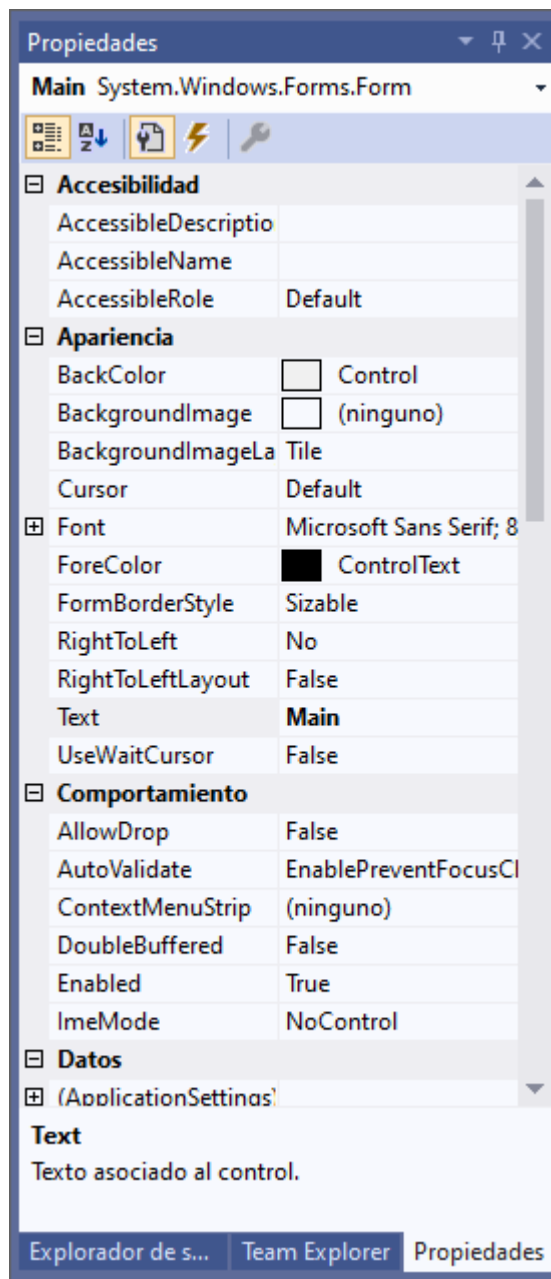 Propiedades
Main System.Windows.Forms.Form
Accesibilidad
AccessibleDescriptio
AccessibleName
AccessibleRole Default
Apariencia
BackColor Control
BackgroundImage (ninguno)
BackgroundImageLa Tile
Cursor Default
Font Microsoft Sans Serif; 8
ForeColor ControlText
FormBorderStyle Sizable
RightToLeft No
RightToLeftLayout False
Text Main
UseWaitCursor False
Comportamiento
AllowDrop False
AutoValidate EnablePreventFocusCl
ContextMenuStrip (ninguno)
DoubleBuffered False
Enabled True
ImeMode NoControl
Datos
(ApplicationSettings)
Text
Texto asociado al control.
Explorador de s... Team Explorer Propiedades